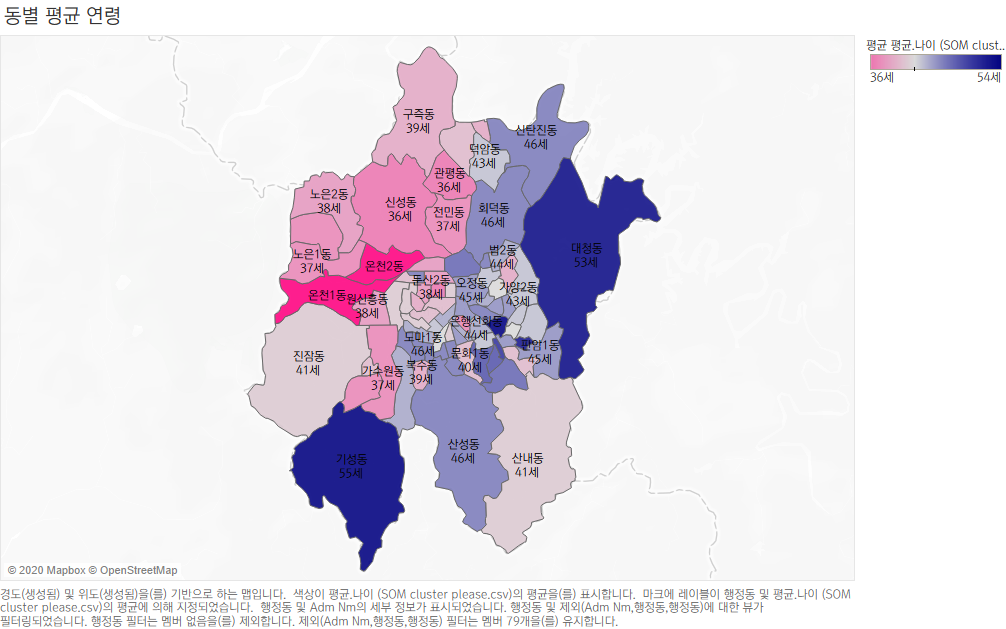 동별 평균 연령
평균 평균.나이 (SOM clust..
36세 54세
구즉동
39세
신탄진동
46세
덕암동
43세
관평동
36세
노은2동
38세
신성동
36세
전민동
37세
회덕동
46세
대청동
53세
노은1동
37세
온천2동
법2동
44세
둔산2동
38세
오정동
45세
가양2동
43세
온천1동
원신흥동
38세
은행선화동
44세
도마1동
46세
판암1동
45세
문화1동
40세
진잠동
41세
가수원동
37세
복수동
39세
기성동
55세
산성동
46세
산내동
41세
© 2020 Mapbox © OpenStreetMap
경도(생성됨) 및 위도(생성됨)을(를) 기반으로 하는 맵입니다.  색상이 평균.나이 (SOM cluster please.csv)의 평균을(를) 표시합니다.  마크에 레이블이 행정동 및 평균.나이 (SOM
cluster please.csv)의 평균에 의해 지정되었습니다.  행정동 및 Adm Nm의 세부 정보가 표시되었습니다. 행정동 및 제외(Adm Nm,행정동,행정동)에 대한 뷰가
필터링되었습니다. 행정동 필터는 멤버 없음을(를) 제외합니다. 제외(Adm Nm,행정동,행정동) 필터는 멤버 79개을(를) 유지합니다.